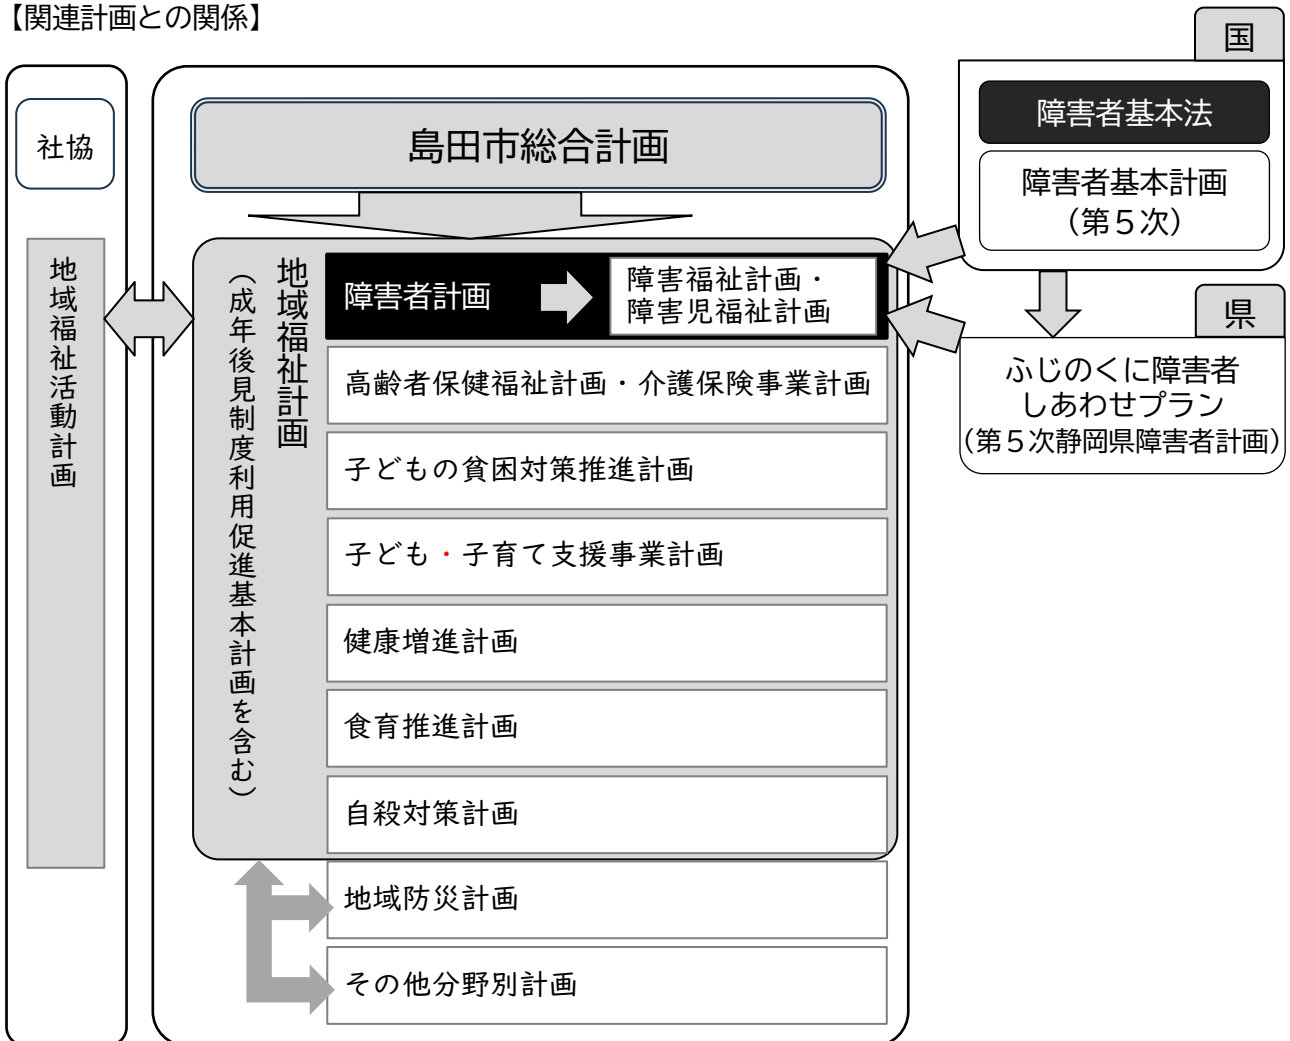 【関連計画との関係】
社協
地域福祉活動計画
島田市総合計画
地域福祉計画
（成年後見制度利用促進基本計画を含む）
障害者計画
障害福祉計画・
障害児福祉計画
高齢者保健福祉計画・介護保険事業計画
子どもの貧困対策推進計画
子ども・子育て支援事業計画
健康増進計画
食育推進計画
自殺対策計画
地域防災計画
その他分野別計画
国
障害者基本法
障害者基本計画
（第５次）
県
ふじのくに障害者
しあわせプラン
（第５次静岡県障害者計画）